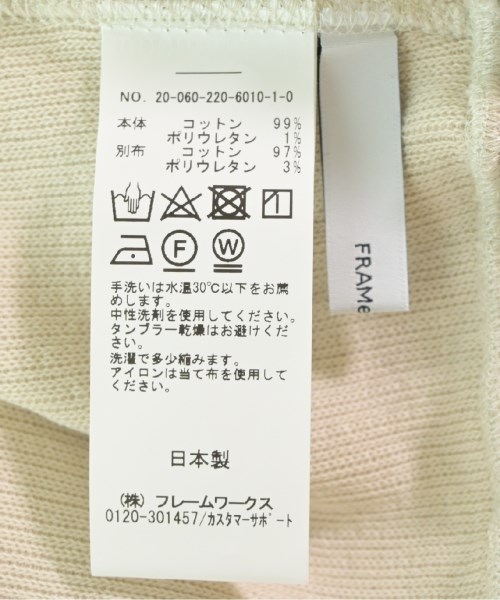 NO. 20-060-220-6010-1-0
本体 コットン 99%
ポリウレタン 1%
別布 コットン 97%
ポリウレタン 3%
F W
手洗いは水温30℃以下をお薦
めします。
中性洗剤を使用してください。
タンブラー乾燥はお避けくだ
さい。
洗濯で多少縮みます。
アイロンは当て布を使用して
ください。
日本製
(株) フレームワークス
0120-301457/カスタマーサポート
FRAMe